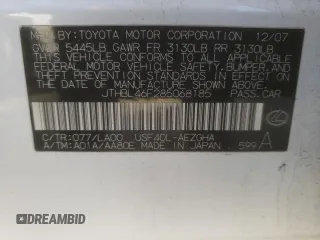 MFD. BY: TOYOTA MOTOR CORPORATION 12/07
GVWR 5445LB GAWR FR 3130LB RR 3130LB
THIS VEHICLE CONFORMS TO ALL APPLICABLE
FEDERAL MOTOR VEHICLE SAFETY, BUMPER, AND
THEFT PREVENTION STANDARDS IN EFFECT ON
THE DATE OF MANUFACTURE SHOWN ABOVE.
JTHBL46F285068185 PASS.CAR
C/TR:077/LA00 USF40L-AEZGHA A
A/TM:A01A/AA80E MADE IN JAPAN 599
DREAMBID